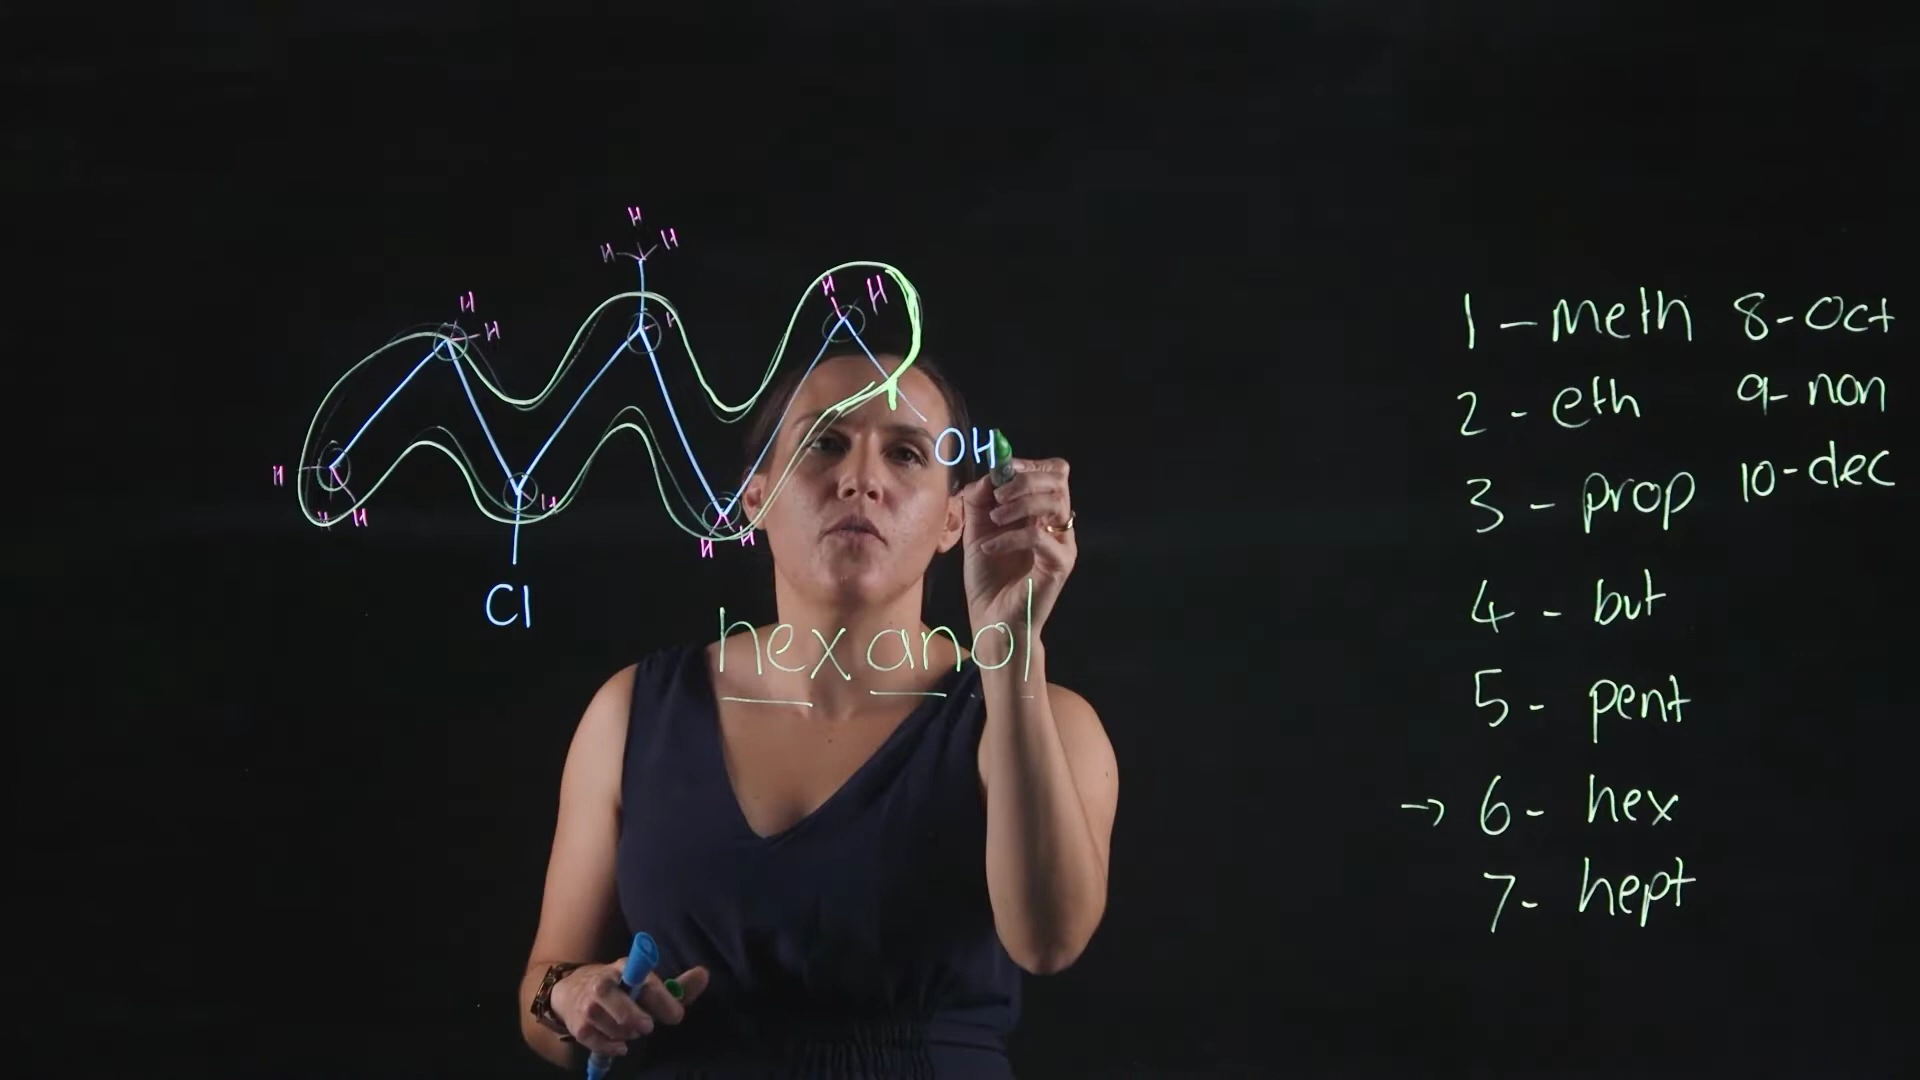 H
H H
H H
H H
H
H
OH
H
H H
H
H H
Cl
hexanol
1 - meth
2 - eth
3 - prop
4 - but
5 - pent
→ 6 - hex
7 - hept
8 - Oct
9 - non
10 - dec